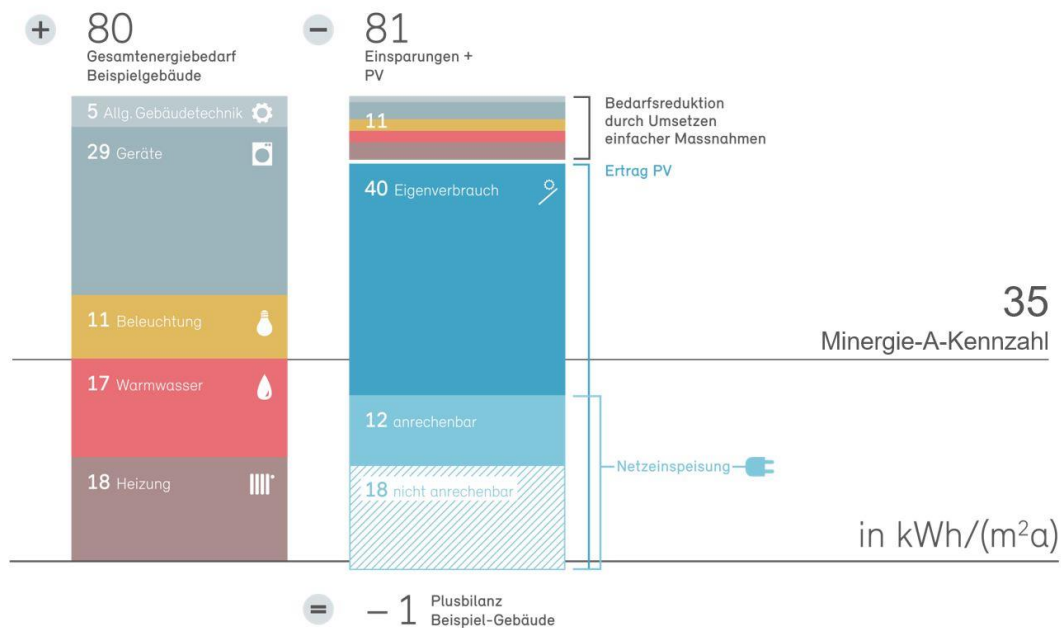 + 80
Gesamtenergiebedarf
Beispielgebäude
5 Allg. Gebäudetechnik
29 Geräte
11 Beleuchtung
17 Warmwasser
18 Heizung
− 81
Einsparungen +
PV
11
Bedarfsreduktion
durch Umsetzen
einfacher Massnahmen
Ertrag PV
40 Eigenverbrauch
12 anrechenbar
18 nicht anrechenbar
Netzeinspeisung
35
Minergie-A-Kennzahl
in kWh/(m²a)
= – 1 Plusbilanz
Beispiel-Gebäude